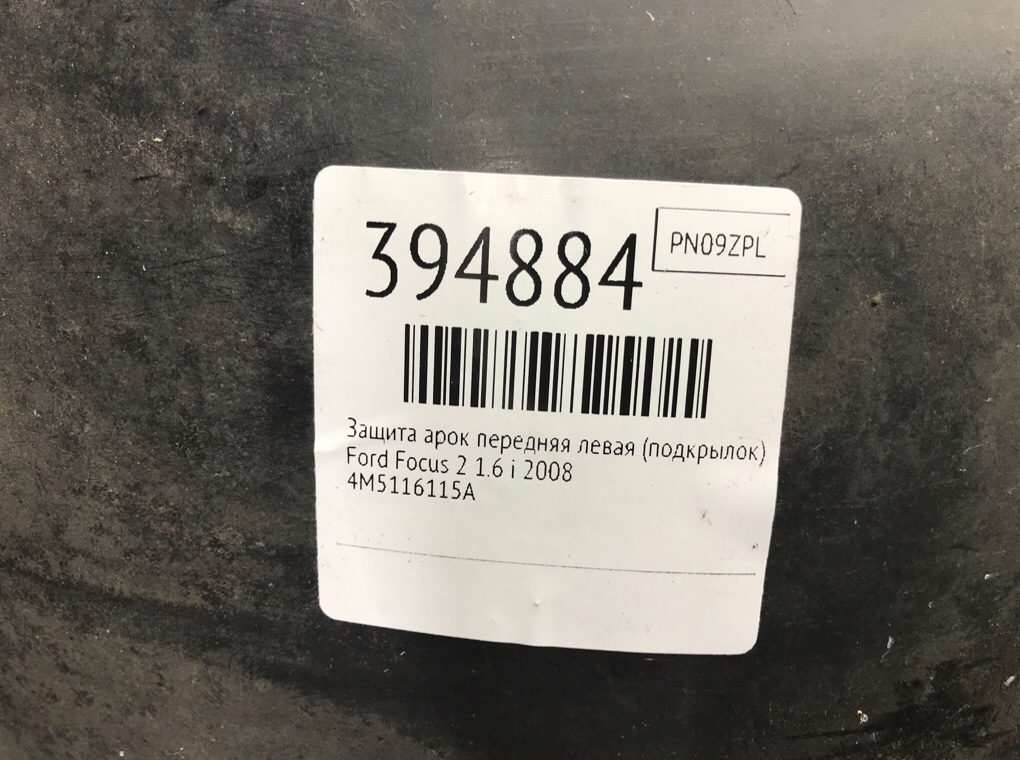 394884
PN09ZPL
Защита арок передняя левая (подкрылок)
Ford Focus 2 1.6 i 2008
4M5116115A